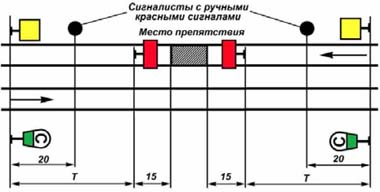 Сигналисты с ручными
красными сигналами
Место препятствия
С
С
20
20
Т
15
15
Т